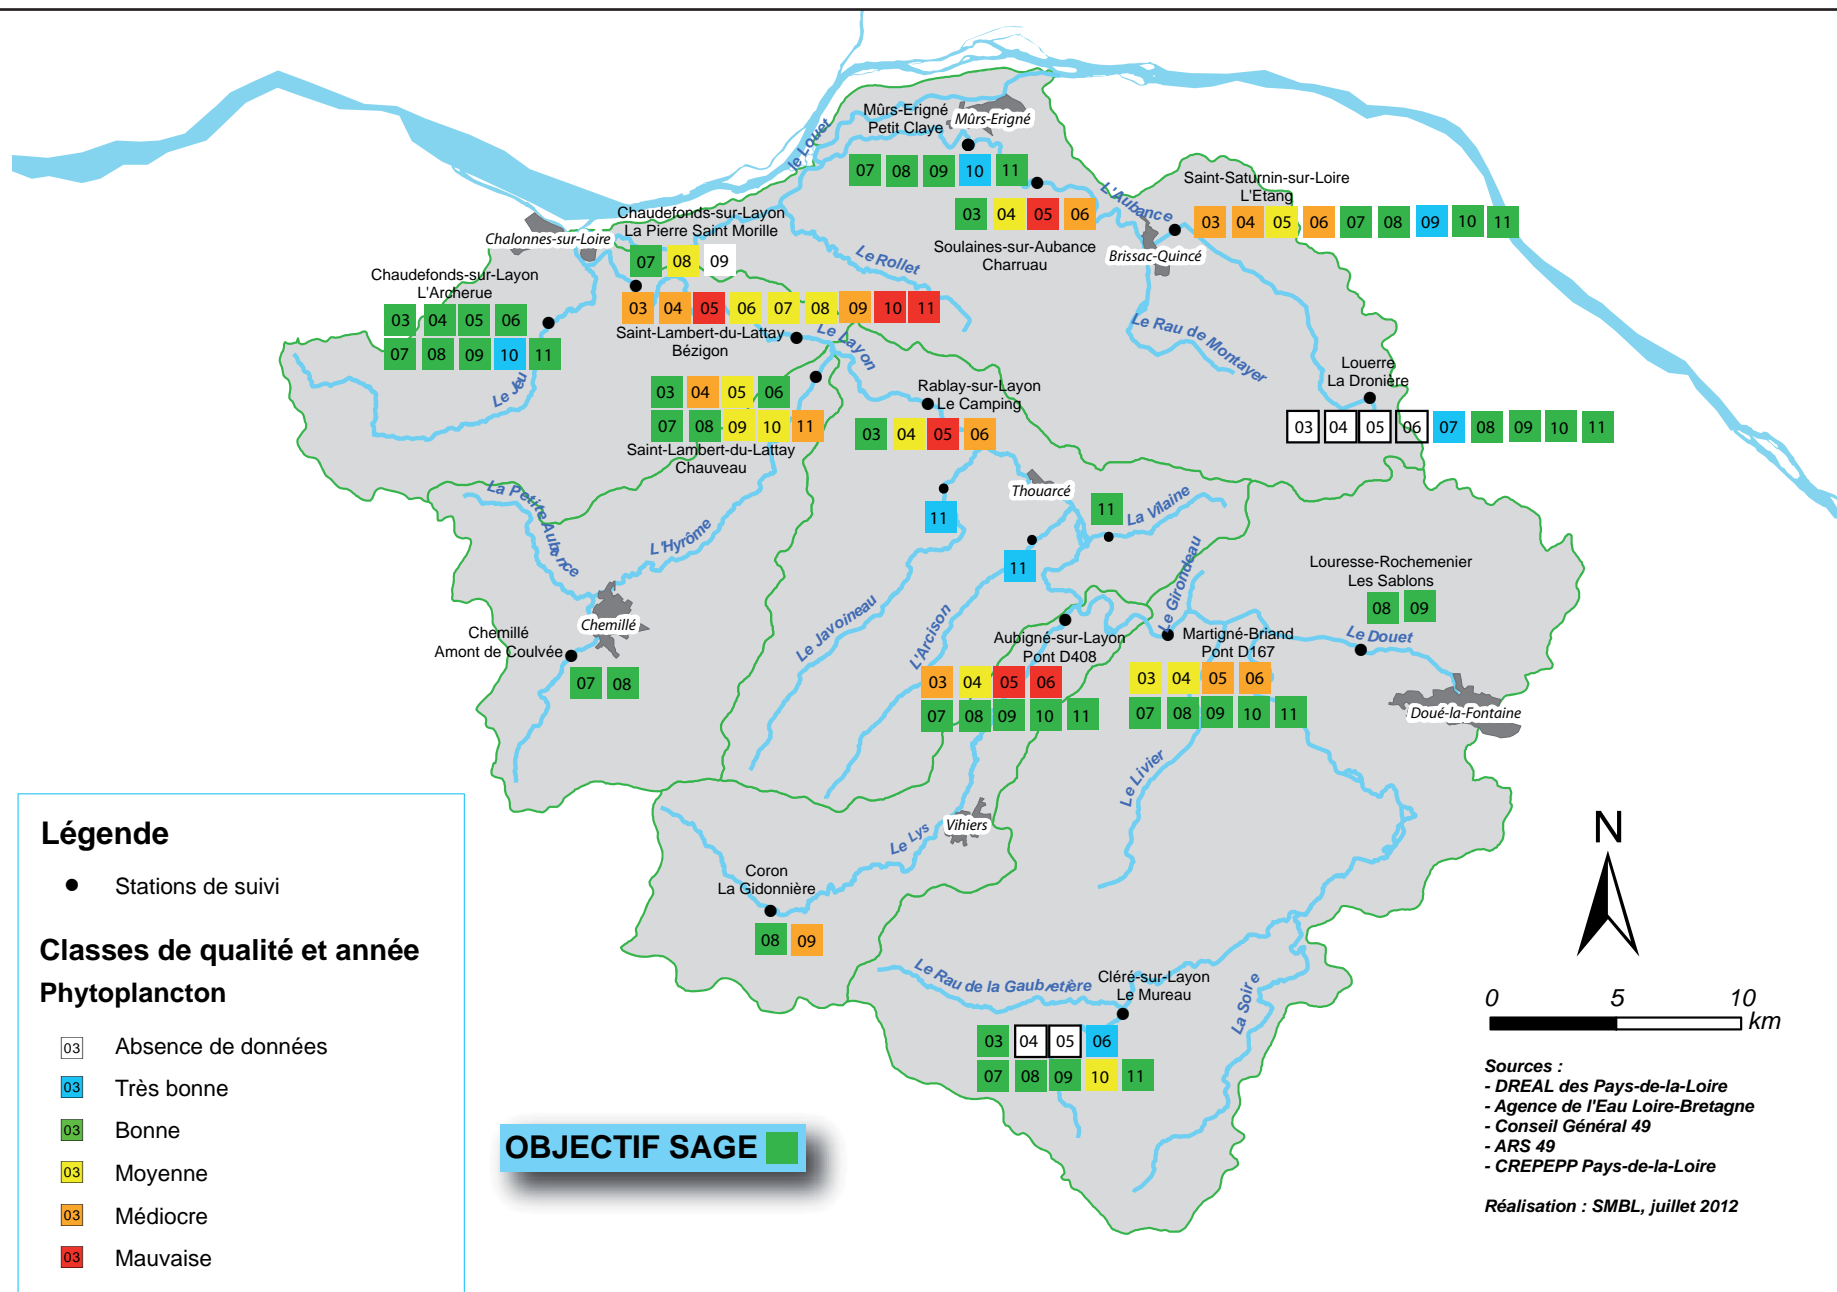 Mûrs-Erigné
Petit Claye
Mûrs-Erigné
le Louet
07 08 09 10 11
L'Aubance
Saint-Saturnin-sur-Loire
L'Etang
03 04 05 06 07 08 09 10 11
03 04 05 06
Soulaines-sur-Aubance
Charruau
Brissac-Quincé
Chaudefonds-sur-Layon
La Pierre Saint Morille
07 08 09
Chalonnes-sur-Loire
Le Rollet
Chaudefonds-sur-Layon
L'Archerue
03 04 05 06
07 08 09 10 11
Le Jeu
03 04 05 06 07 08 09 10 11
Saint-Lambert-du-Lattay
Bézigon
Le Layon
Le Rau de Montayer
Louerre
La Dronière
03 04 05 06 07 08 09 10 11
03 04 05 06
07 08 09 10 11
Saint-Lambert-du-Lattay
Chauveau
Rablay-sur-Layon
Le Camping
03 04 05 06
La Petite Aubance
L'Hyrôme
Thouarcé
11
11
11
La Vilaine
Le Girondeau
Louresse-Rochemenier
Les Sablons
08 09
Le Douet
Doué-la-Fontaine
Chemillé
Chemillé
Amont de Coulvée
07 08
Le Javoineau
L'Arcison
Aubigné-sur-Layon
Pont D408
03 04 05 06
07 08 09 10 11
Martigné-Briand
Pont D167
03 04 05 06
07 08 09 10 11
Le Livier
Vihiers
Le Lys
Coron
La Gidonnière
08 09
Le Rau de la Gaubretière
Cléré-sur-Layon
Le Mureau
03 04 05 06
07 08 09 10 11
La Soire
OBJECTIF SAGE
Légende
Stations de suivi
Classes de qualité et année
Phytoplancton
03 Absence de données
03 Très bonne
03 Bonne
03 Moyenne
03 Médiocre
03 Mauvaise
N
0 5 10
km
Sources :
- DREAL des Pays-de-la-Loire
- Agence de l'Eau Loire-Bretagne
- Conseil Général 49
- ARS 49
- CREPEPP Pays-de-la-Loire
Réalisation : SMBL, juillet 2012